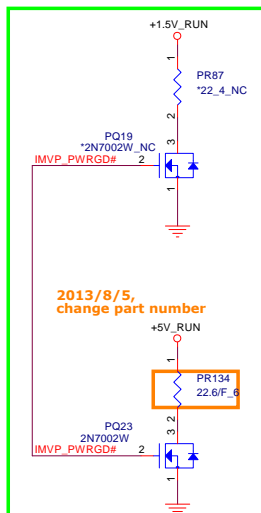 +1.5V_RUN
1
PR87
*22_4_NC
2
PQ19
*2N7002W_NC
3
IMVP_PWRGD#
2
1
2013/8/5,
change part number
+5V_RUN
1
PR134
22.6/F_6
2
PQ23
2N7002W
3
IMVP_PWRGD#
2
1